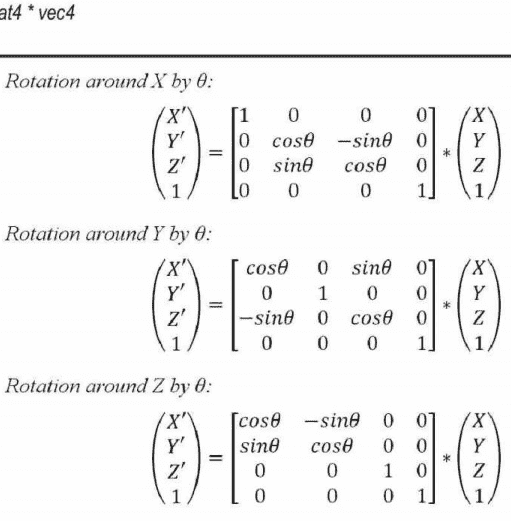 at4 * vec4
Rotation around X by θ:
(X′ Y′ Z′ 1) = [1 0 0 0] * (X Y Z 1)
[0 cosθ −sinθ 0]
[0 sinθ cosθ 0]
[0 0 0 1]
Rotation around Y by θ:
(X′ Y′ Z′ 1) = [cosθ 0 sinθ 0] * (X Y Z 1)
[0 1 0 0]
[−sinθ 0 cosθ 0]
[0 0 0 1]
Rotation around Z by θ:
(X′ Y′ Z′ 1) = [cosθ −sinθ 0 0] * (X Y Z 1)
[sinθ cosθ 0 0]
[0 0 1 0]
[0 0 0 1]